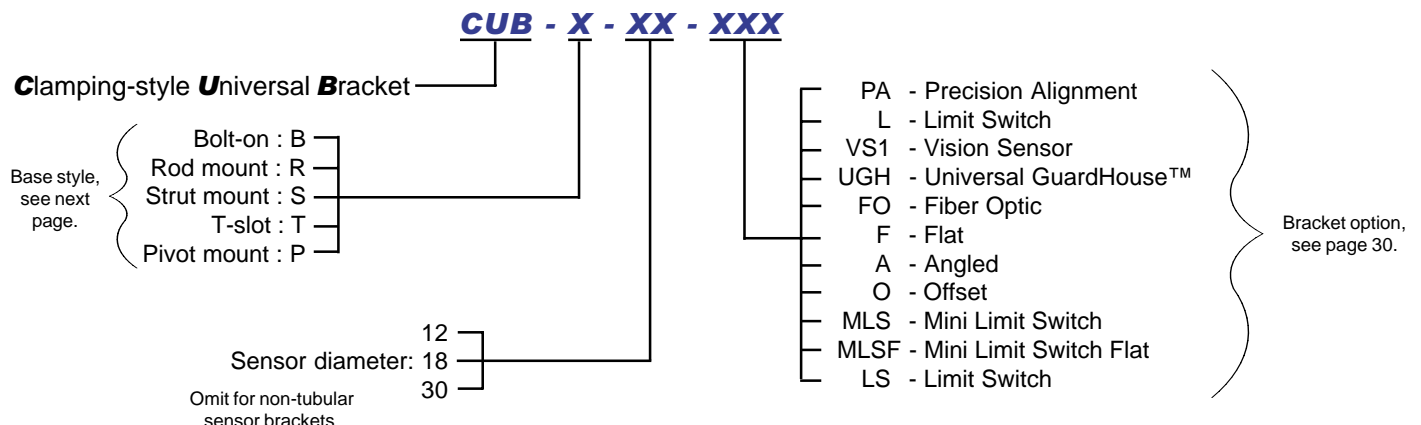 CUB - X - XX - XXX
Clamping-style Universal Bracket
Base style,
see next
page.
Bolt-on : B
Rod mount : R
Strut mount : S
T-slot : T
Pivot mount : P
12
Sensor diameter: 18
30
Omit for non-tubular
sensor brackets
PA - Precision Alignment
L - Limit Switch
VS1 - Vision Sensor
UGH - Universal GuardHouse™
FO - Fiber Optic
F - Flat
A - Angled
O - Offset
MLS - Mini Limit Switch
MLSF - Mini Limit Switch Flat
LS - Limit Switch
Bracket option,
see page 30.